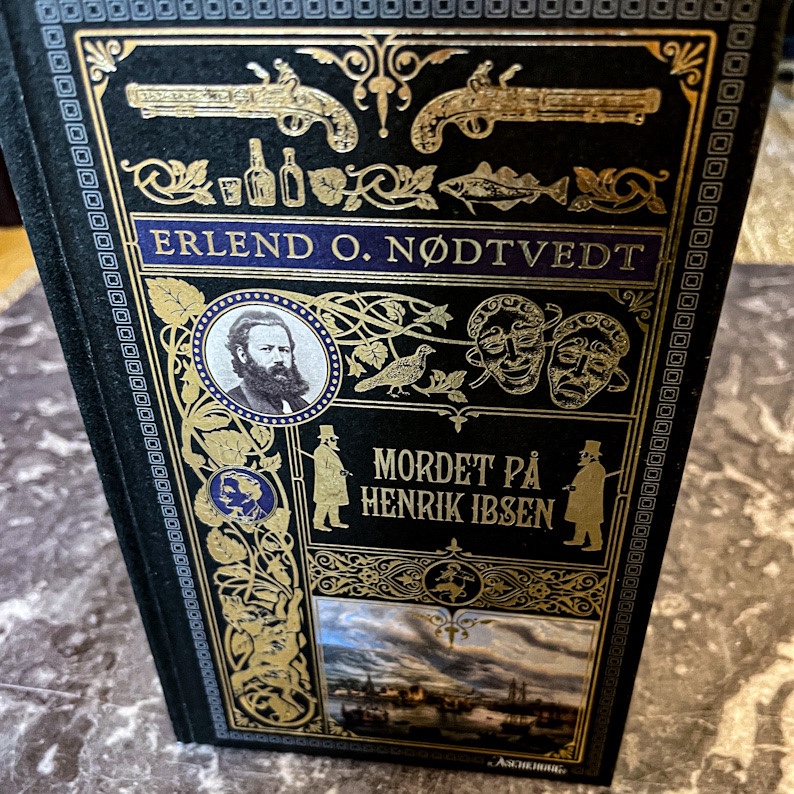 ERLEND O. NØDTVEDT
MORDET PÅ
HENRIK IBSEN
ASCHEHOUG